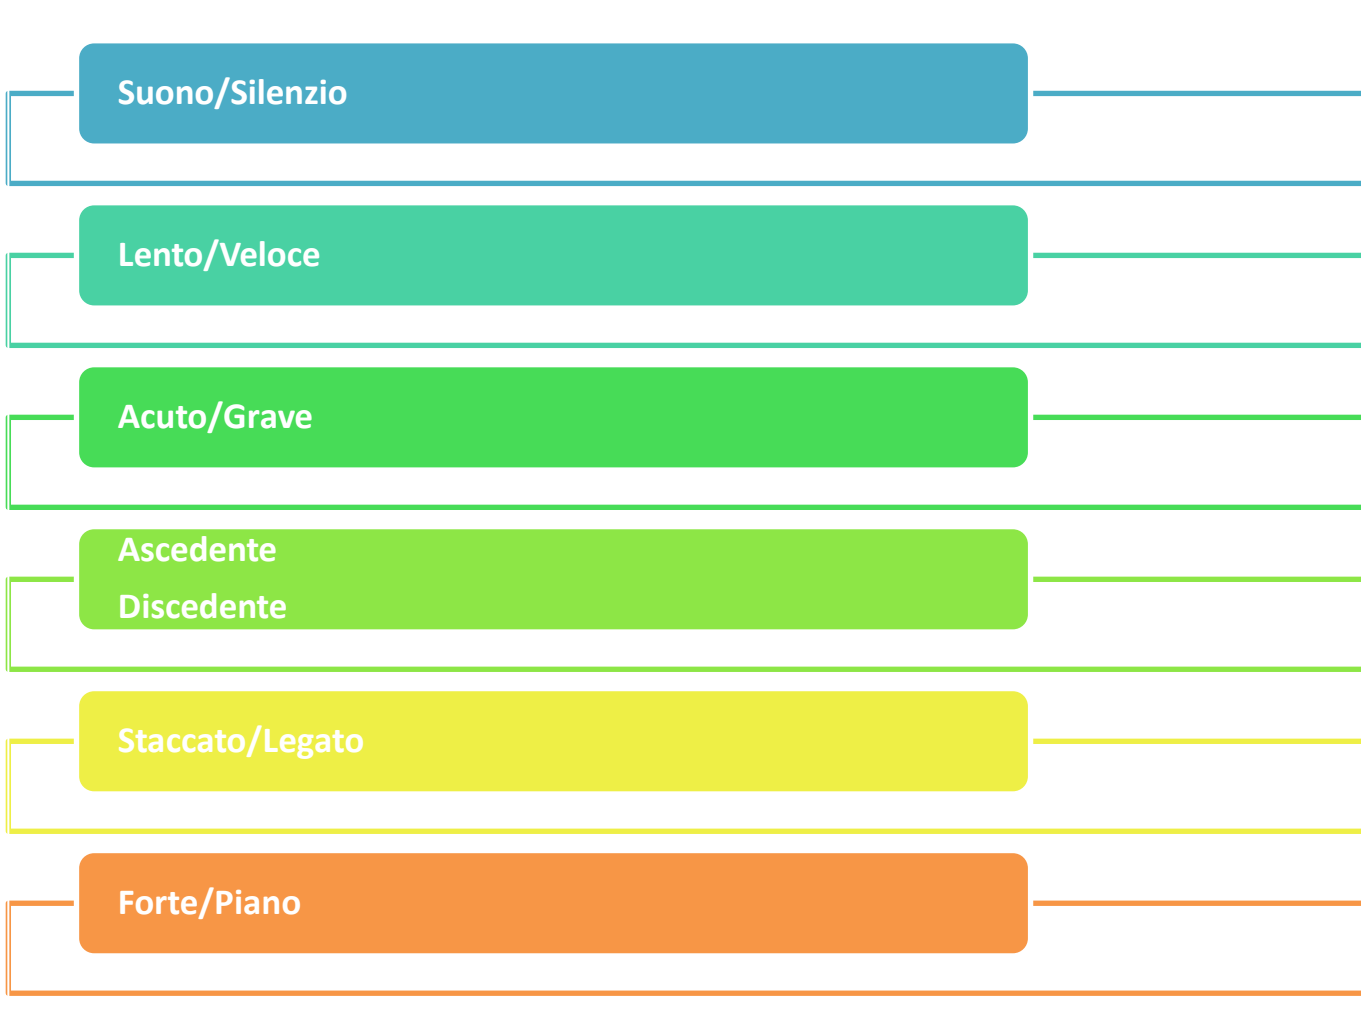 Suono/Silenzio
Lento/Veloce
Acuto/Grave
Ascedente
Discedente
Staccato/Legato
Forte/Piano